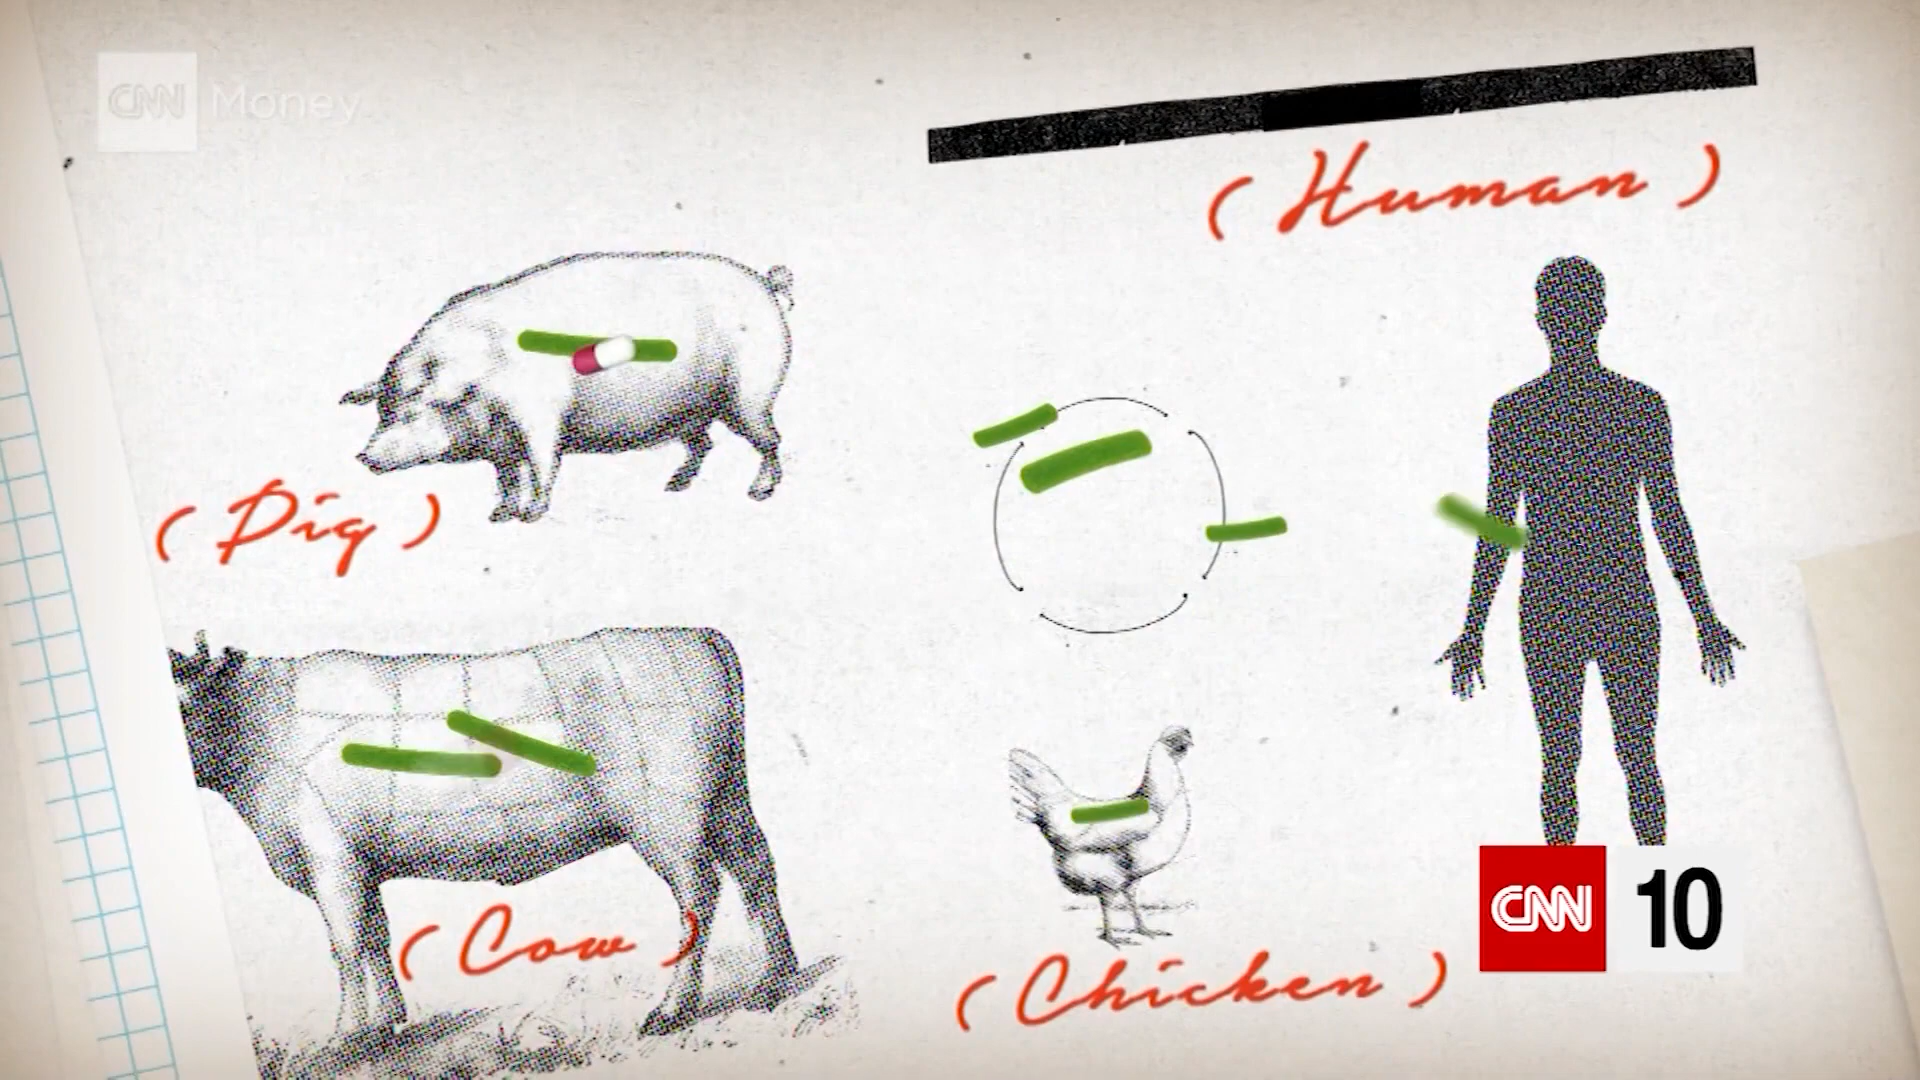 CNN Money
( Human )
( Pig )
( Cow )
( Chicken )
CNN 10